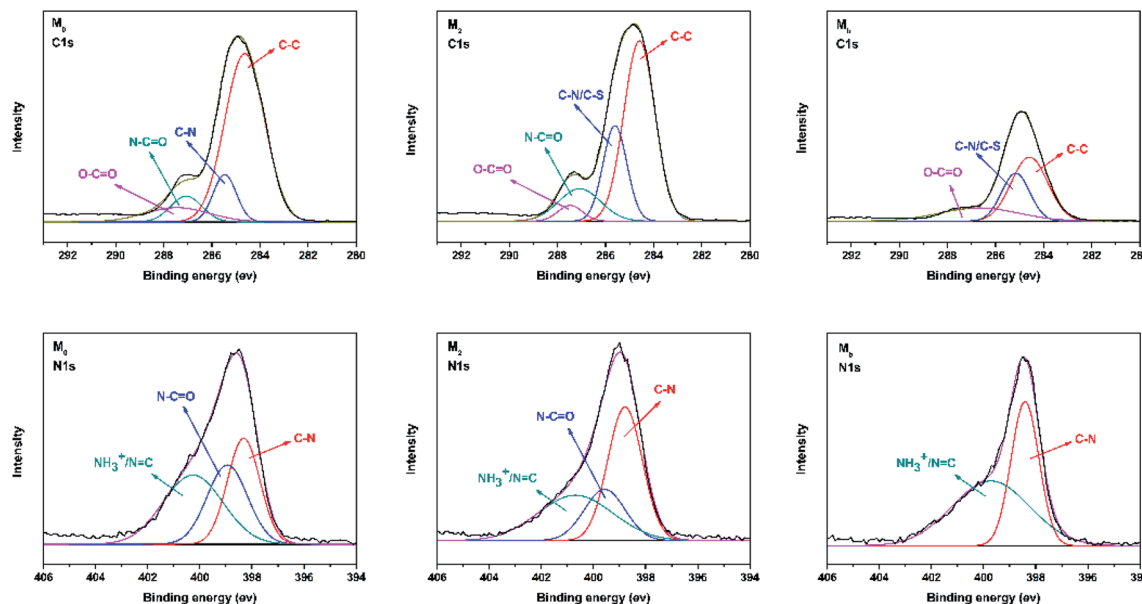 M₀
C1s
C-C
C-N
N-C=O
O-C=O
Intensity
292 290 288 286 284 282 280
Binding energy (ev)
M₂
C1s
C-C
C-N/C-S
N-C=O
O-C=O
Intensity
292 290 288 286 284 282 280
Binding energy (ev)
Mb
C1s
C-N/C-S
C-C
O-C=O
Intensity
292 290 288 286 284 282 28
Binding energy (ev)
M₀
N1s
N-C=O
C-N
NH₃⁺/N=C
Intensity
406 404 402 400 398 396 394
Binding energy (ev)
M₂
N1s
C-N
N-C=O
NH₃⁺/N=C
Intensity
406 404 402 400 398 396 394
Binding energy (ev)
Mb
N1s
C-N
NH₃⁺/N=C
Intensity
406 404 402 400 398 396 39
Binding energy (ev)